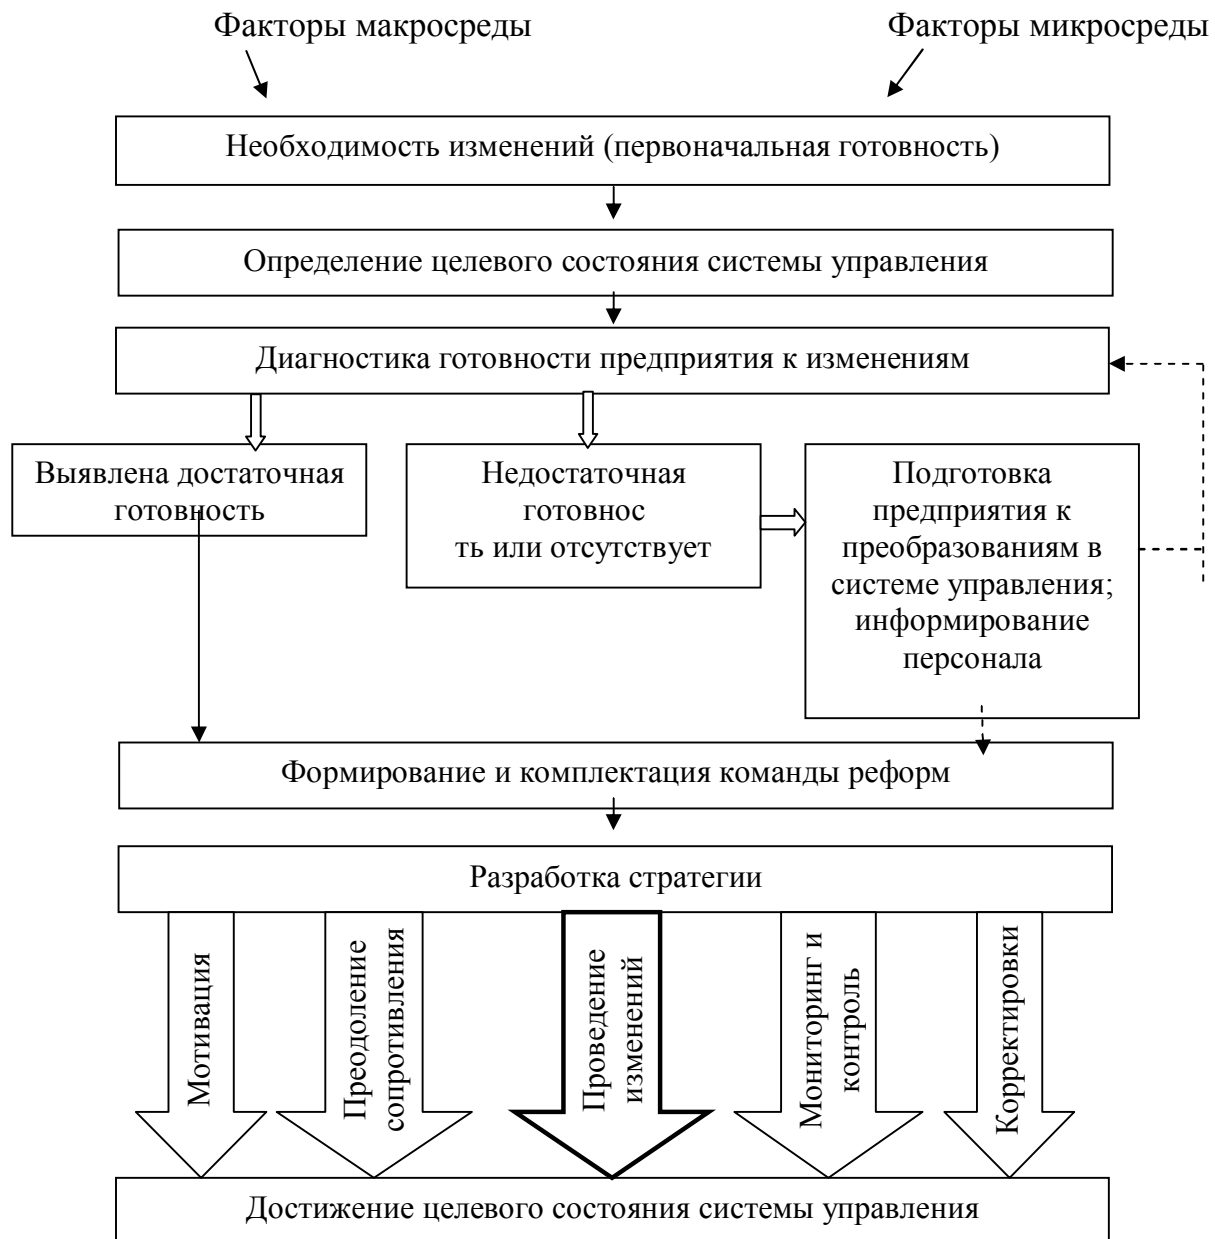 Факторы макросреды
Факторы микросреды
Необходимость изменений (первоначальная готовность)
Определение целевого состояния системы управления
Диагностика готовности предприятия к изменениям
Выявлена достаточная
готовность
Недостаточная
готовнос
ть или отсутствует
Подготовка
предприятия к
преобразованиям в
системе управления;
информирование
персонала
Формирование и комплектация команды реформ
Разработка стратегии
Мотивация
Преодоление
сопротивления
Проведение
изменений
Мониторинг и
контроль
Корректировки
Достижение целевого состояния системы управления